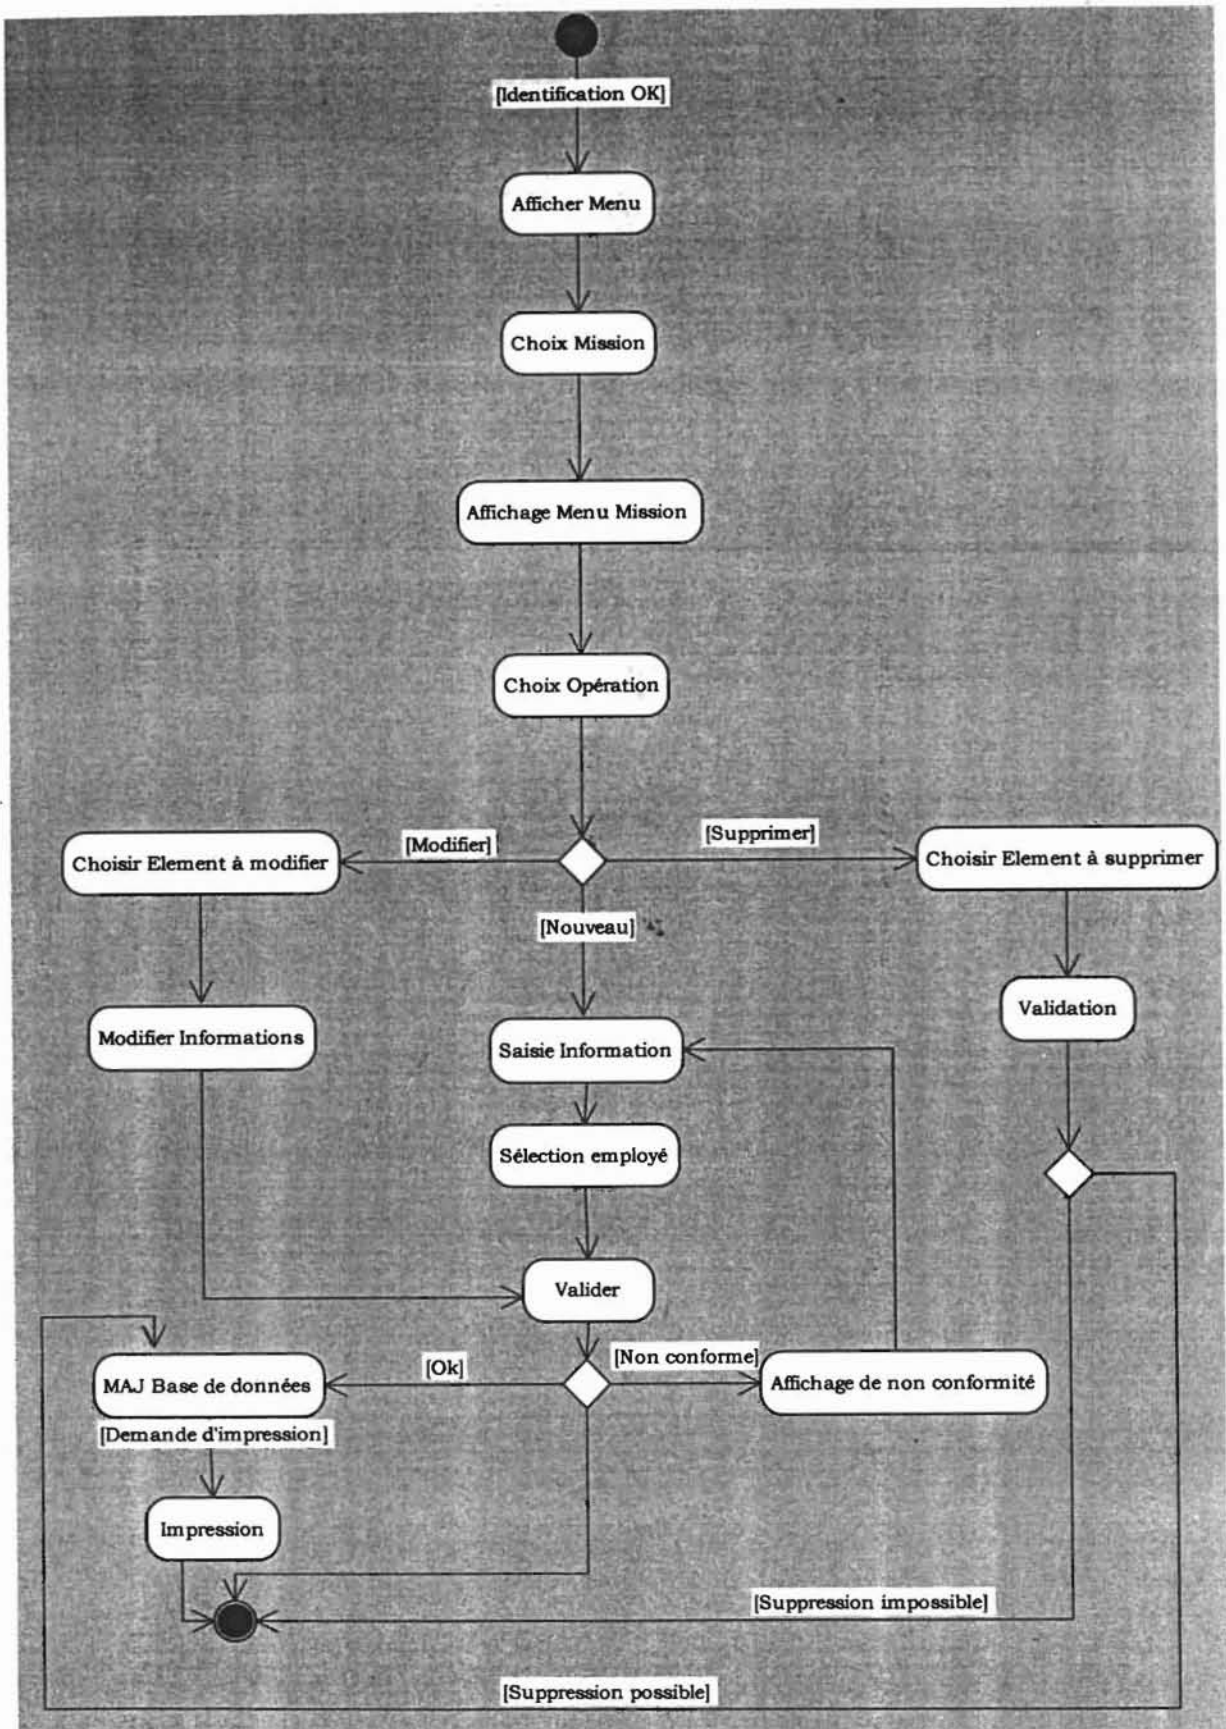 [Identification OK]
Afficher Menu
Choix Mission
Affichage Menu Mission
Choix Opération
[Modifier]
[Supprimer]
Choisir Element à modifier
Choisir Element à supprimer
[Nouveau]
Modifier Informations
Saisie Information
Validation
Sélection employé
Valider
[Ok]
[Non conforme]
MAJ Base de données
Affichage de non conformité
[Demande d'impression]
Impression
[Suppression impossible]
[Suppression possible]